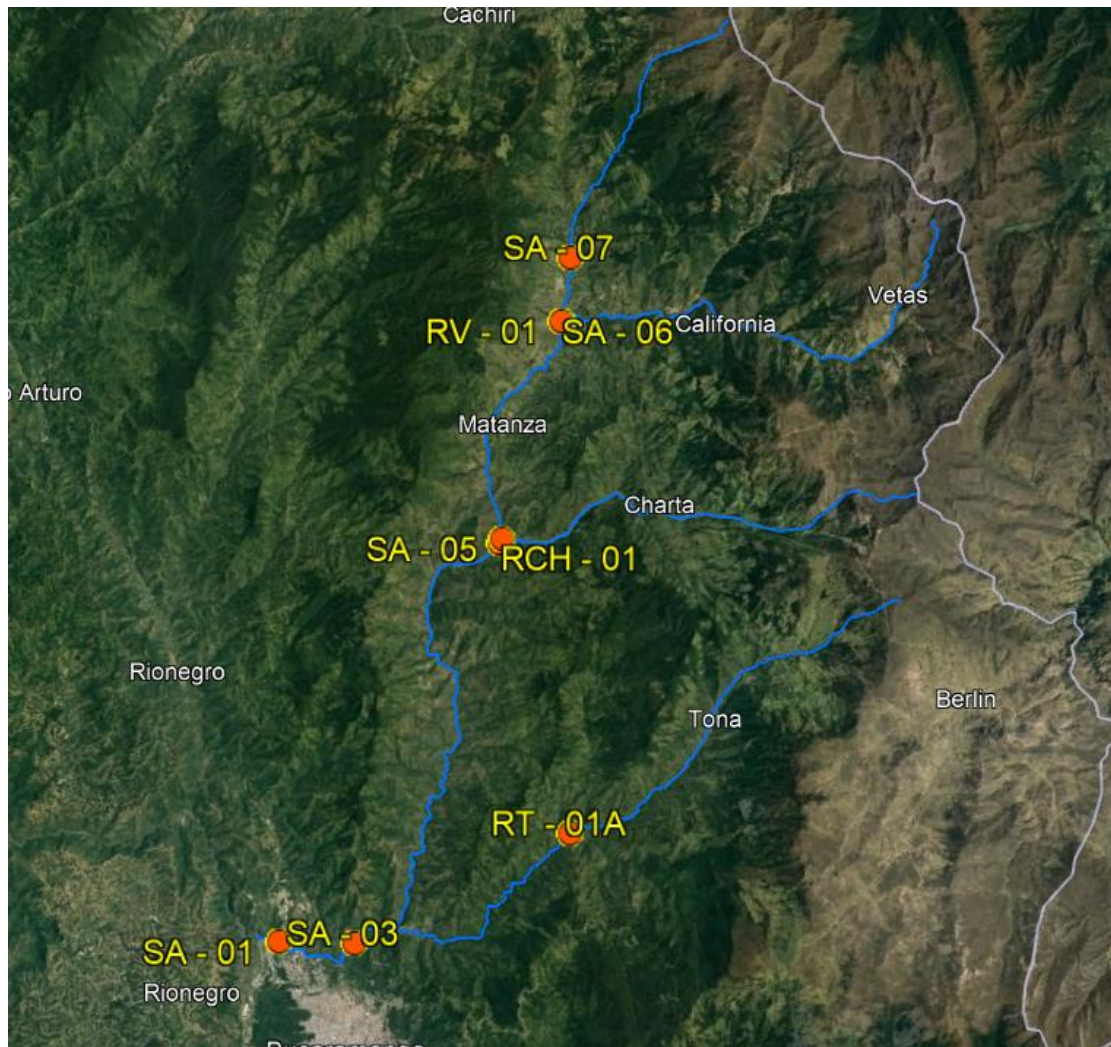 Cachiri
SA - 07
Vetas
RV - 01
SA - 06
California
o Arturo
Matanza
Charta
SA - 05
RCH - 01
Rionegro
Berlin
Tona
RT - 01A
SA - 03
SA - 01
Rionegro
Bucaramanga